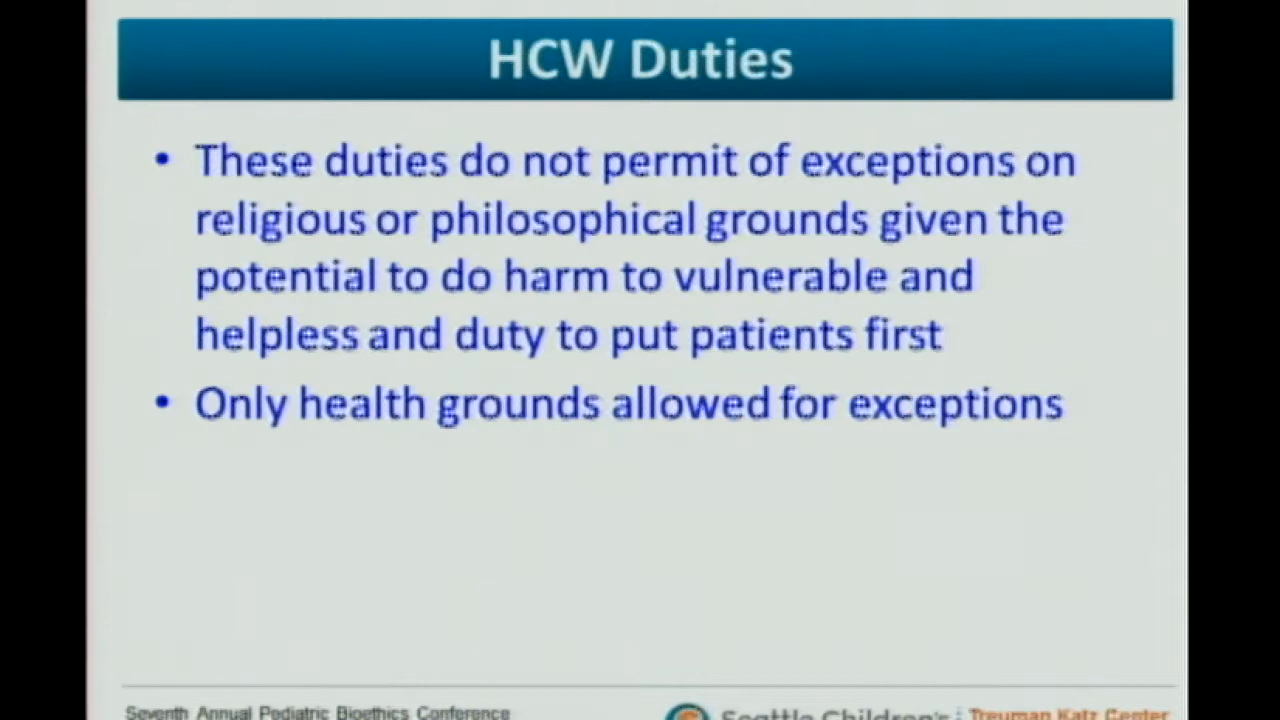 HCW Duties
• These duties do not permit of exceptions on
religious or philosophical grounds given the
potential to do harm to vulnerable and
helpless and duty to put patients first
• Only health grounds allowed for exceptions
Seventh Annual Pediatric Bioethics Conference
Seattle Children's Treuman Katz Center